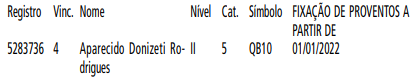 Registro Vinc. Nome Nível Cat. Símbolo FIXAÇÃO DE PROVENTOS A
PARTIR DE
5283736 4 Aparecido Donizeti Ro- II 5 QB10 01/01/2022
drigues